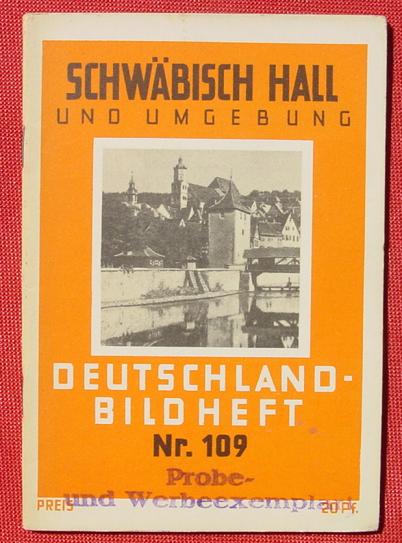 SCHWÄBISCH HALL
UND UMGEBUNG
DEUTSCHLAND-
BILDHEFT
Nr. 109
Probe-
und Werbeexemplar!
PREIS 20 Pf.